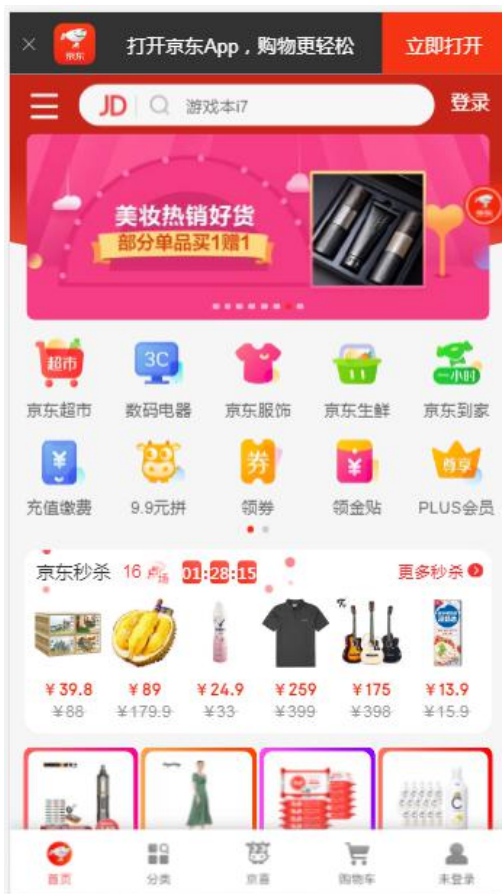 × 京东 打开京东App，购物更轻松 立即打开
JD 游戏本i7 登录
美妆热销好货
部分单品买1赠1
超市 3C 一小时
京东超市 数码电器 京东服饰 京东生鲜 京东到家
¥ 券 ¥ 尊享
充值缴费 9.9元拼 领券 领金贴 PLUS会员
京东秒杀 16 点场 01:28:15 更多秒杀
¥39.8 ¥89 ¥24.9 ¥259 ¥175 ¥13.9
¥88 ¥179.9 ¥33 ¥399 ¥398 ¥15.9
C
首页 分类 京喜 购物车 未登录